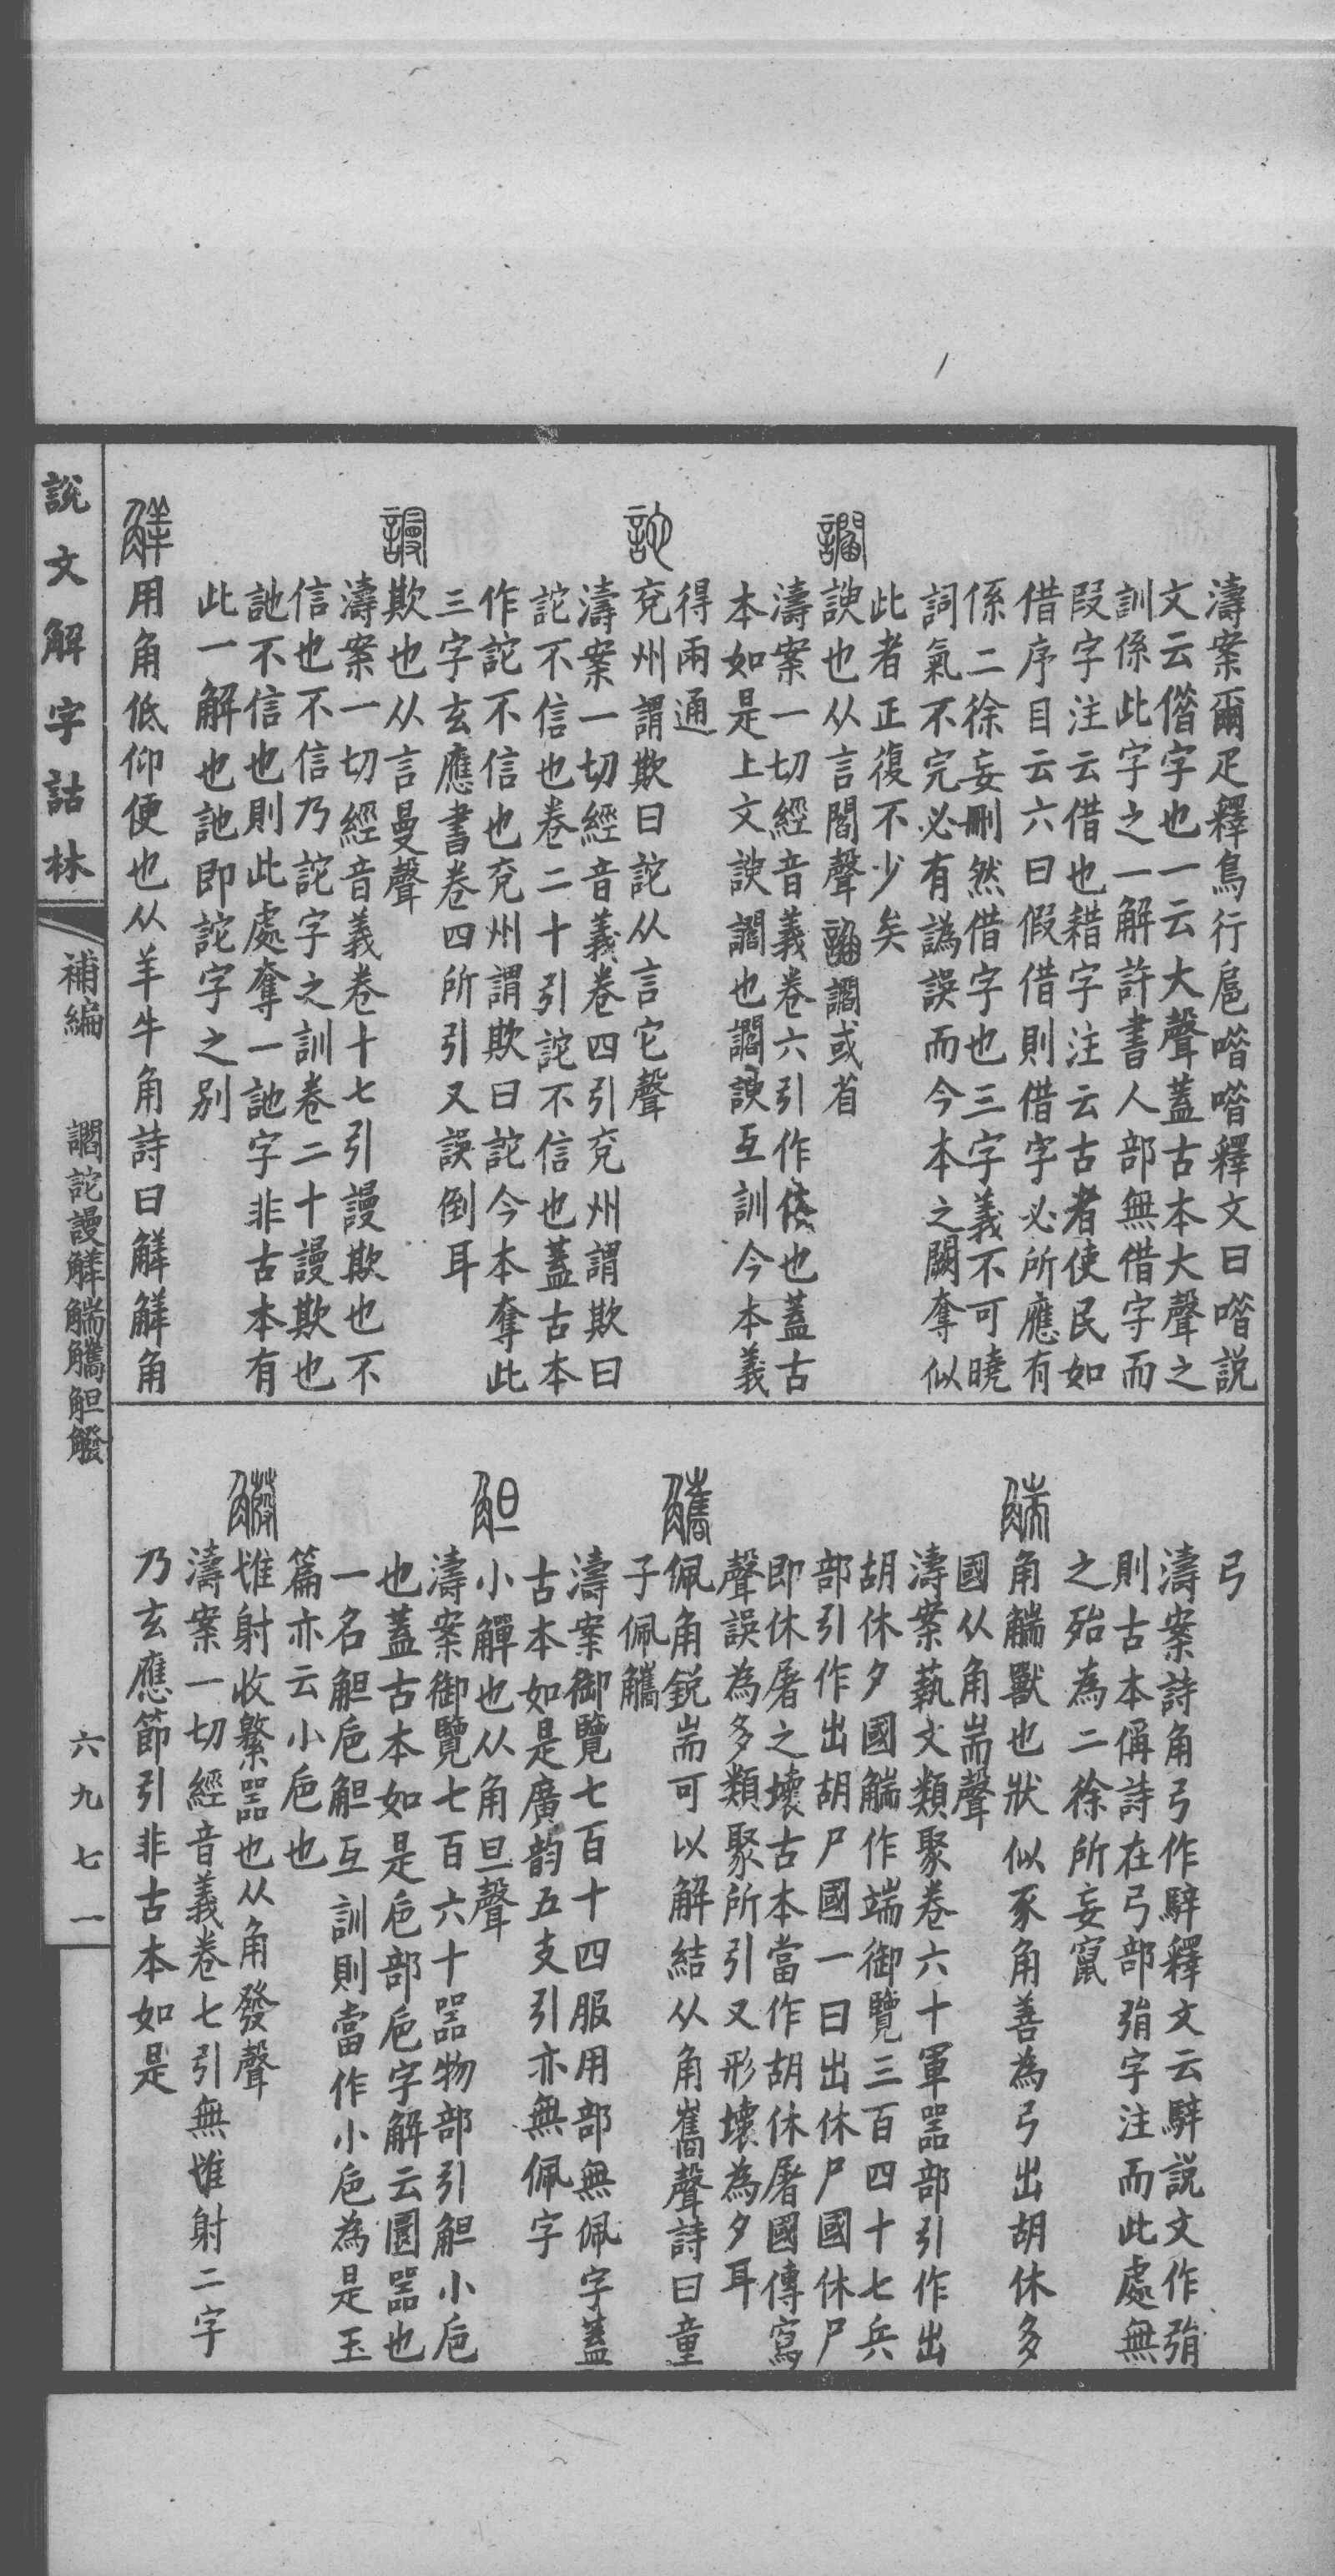 濤案爾疋釋鳥行扈唶唶釋文曰唶説
文云㒂字也一云大聲蓋古本大聲之
訓係此字之一解許書人部無借字而
叚字注云借也耤字注云古者使民如
借序目云六曰假借則借字必所應有
係二徐妄刪然借字也三字義不可曉
詞氣不完必有譌誤而今本之闕奪似
此者正復不少矣
讇
諛也从言閻聲讇或省
濤案一切經音義卷六引作佞也蓋古
本如是上文諛讇也讇諛互訓今本義
得兩通
詑
兗州謂欺曰詑从言它聲
濤案一切經音義卷四引兗州謂欺曰
詑不信也卷二十引詑不信也蓋古本
作詑不信也兗州謂欺曰詑今本奪此
三字玄應書卷四所引又誤倒耳
謾
欺也从言曼聲
濤案一切經音義卷十七引謾欺也不
信也不信乃詑字之訓卷二十謾欺也
訑不信也則此處奪一訑字非古本有
此一解也訑即詑字之别
觲
用角低仰便也从羊牛角詩曰觲觲角
弓
濤案詩角弓作騂釋文云騂説文作弲
則古本偁詩在弓部弲字注而此處無
之殆為二徐所妄竄
觿
角觿獸也狀似豕角善為弓出胡休多
國从角耑聲
濤案藝文類聚卷六十軍器部引作出
胡休夕國觿作端御覽三百四十七兵
部引作出胡尸國一曰出休尸國休尸
即休屠之壞古本當作胡休屠國傳寫
聲誤為多類聚所引又形壞為夕耳
觿
佩角鋭耑可以解結从角巂聲詩曰童
子佩觿
濤案御覽七百十四服用部無佩字蓋
古本如是廣韵五支引亦無佩字
觛
小觶也从角旦聲
濤案御覽七百六十器物部引觛小巵
也蓋古本如是巵部巵字解云圜器也
一名觛巵觛互訓則當作小巵為是玉
篇亦云小巵也
䑔
惟射收繁器也从角發聲
濤案一切經音義卷七引無惟射二字
乃玄應節引非古本如是
説文解字詁林
補編
讇詑謾觲觿觿觛䑔
六九七一